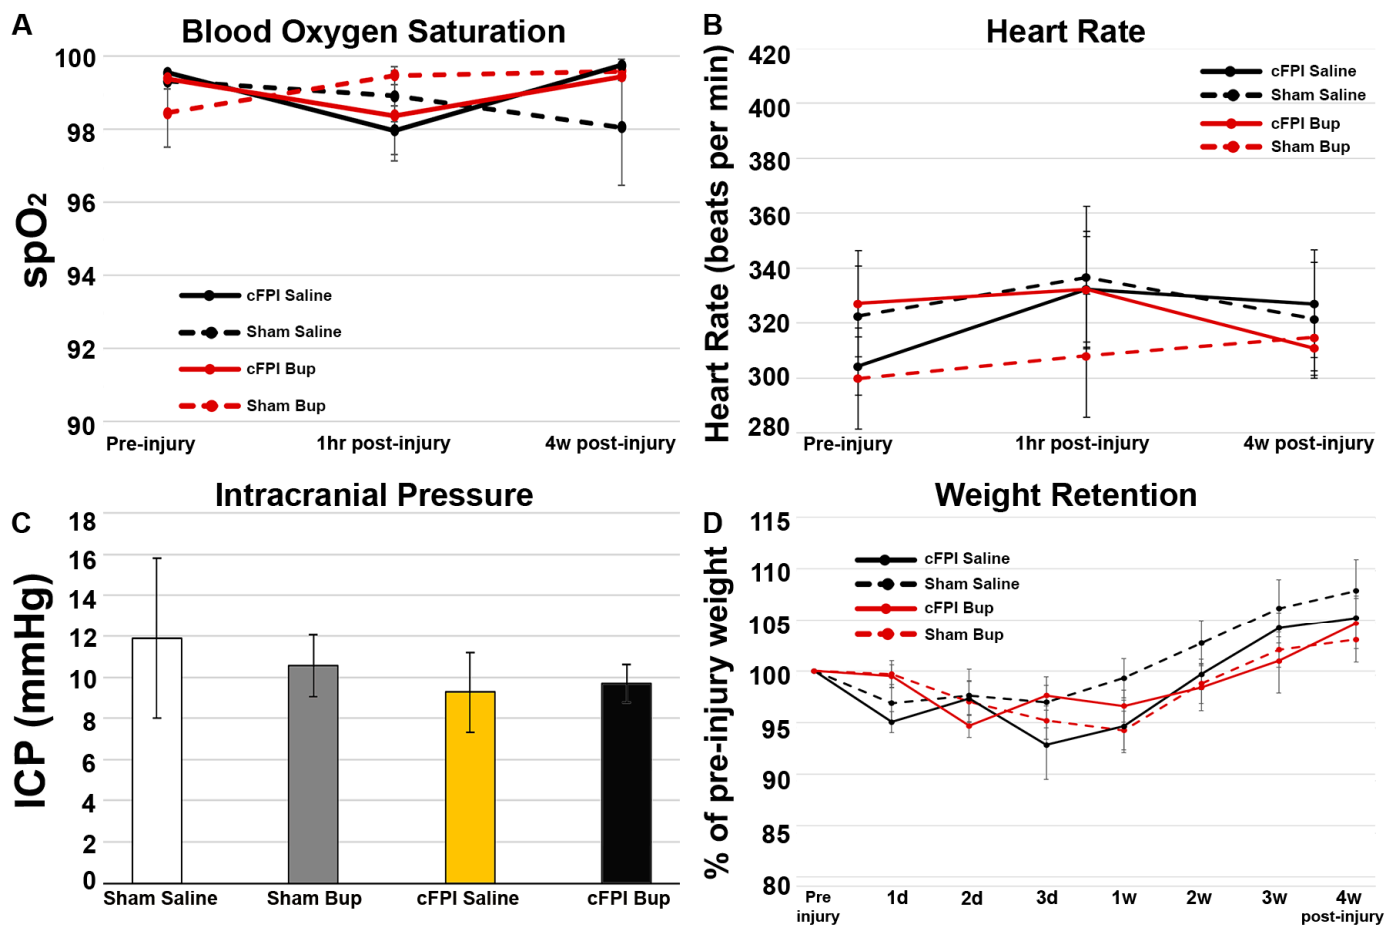 A
Blood Oxygen Saturation
spO2
100
98
96
94
92
90
cFPI Saline
Sham Saline
cFPI Bup
Sham Bup
Pre-injury
1hr post-injury
4w post-injury
B
Heart Rate
Heart Rate (beats per min)
420
400
380
360
340
320
300
280
cFPI Saline
Sham Saline
cFPI Bup
Sham Bup
Pre-injury
1hr post-injury
4w post-injury
C
Intracranial Pressure
ICP (mmHg)
18
16
14
12
10
8
6
4
2
0
Sham Saline
Sham Bup
cFPI Saline
cFPI Bup
D
Weight Retention
% of pre-injury weight
115
110
105
100
95
90
85
80
cFPI Saline
Sham Saline
cFPI Bup
Sham Bup
Pre
injury
1d
2d
3d
1w
2w
3w
4w
post-injury